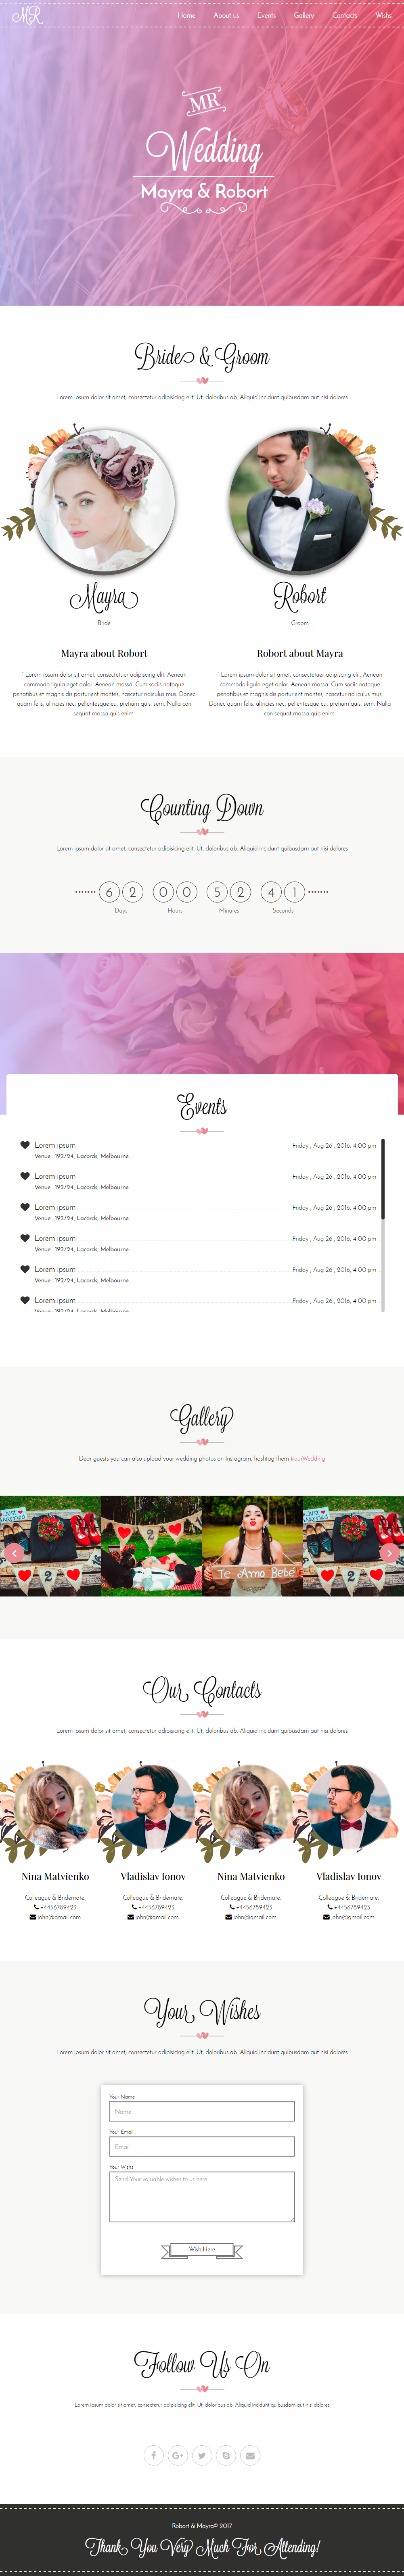 MR Home About us Events Gallery Contacts Wishs
MR
Wedding
Mayra & Robort
Bride & Groom
Lorem ipsum dolor sit amet, consectetur adipisicing elit. Ut, doloribus ab. Aliquid incidunt quibusdam aut nisi dolores
Mayra
Bride
Mayra about Robort
" Lorem ipsum dolor sit amet, consectetuer adipiscing elit. Aenean
commodo ligula eget dolor. Aenean massa. Cum sociis natoque
penatibus et magnis dis parturient montes, nascetur ridiculus mus. Donec
quam felis, ultricies nec, pellentesque eu, pretium quis, sem. Nulla con
sequat massa quis enim.
Robort
Groom
Robort about Mayra
" Lorem ipsum dolor sit amet, consectetuer adipiscing elit. Aenean
commodo ligula eget dolor. Aenean massa. Cum sociis natoque
penatibus et magnis dis parturient montes, nascetur rid iculus mus.
Donec quam felis, ultricies nec, pellentesque eu, pretium quis, sem. Nulla
con sequat massa quis enim.
Counting Down
Lorem ipsum dolor sit amet, consectetur adipisicing elit. Ut, doloribus ab. Aliquid incidunt quibusdam aut nisi dolores
6 2 0 0 5 2 4 1
Days Hours Minutes Seconds
Events
Lorem ipsum Friday , Aug 26 , 2016, 4:00 pm
Venue : 192/24, Lacords, Melbourne.
Lorem ipsum Friday , Aug 26 , 2016, 4:00 pm
Venue : 192/24, Lacords, Melbourne.
Lorem ipsum Friday , Aug 26 , 2016, 4:00 pm
Venue : 192/24, Lacords, Melbourne.
Lorem ipsum Friday , Aug 26 , 2016, 4:00 pm
Venue : 192/24, Lacords, Melbourne.
Lorem ipsum Friday , Aug 26 , 2016, 4:00 pm
Venue : 192/24, Lacords, Melbourne.
Lorem ipsum Friday , Aug 26 , 2016, 4:00 pm
Venue : 192/24, Lacords, Melbourne.
Gallery
Dear guests you can also upload your wedding photos on Instagram, hashtag them #ourWedding
JUST
MARRIED
2
2
Te Amo Bebé
JUST
MARRIED
2
Our Contacts
Lorem ipsum dolor sit amet, consectetur adipisicing elit. Ut, doloribus ab. Aliquid incidunt quibusdam aut nisi dolores
Nina Matvienko Vladislav Ionov Nina Matvienko Vladislav Ionov
Colleague & Bridemate Colleague & Bridemate Colleague & Bridemate Colleague & Bridemate
+4456789423 +4456789423 +4456789423 +4456789423
john@gmail.com john@gmail.com john@gmail.com john@gmail.com
Your Wishes
Lorem ipsum dolor sit amet, consectetur adipisicing elit. Ut, doloribus ab. Aliquid incidunt quibusdam aut nisi dolores
Your Name
Name
Your Email
Email
Your Wishs
Send Your valuable wishes to us here...
Wish Here
Follow Us On
Lorem ipsum dolor sit amet, consectetur adipisicing elit. Ut, doloribus ab. Aliquid incidunt quibusdam aut nisi dolores
Robort & Mayra© 2017
Thank You Very Much For Attending!